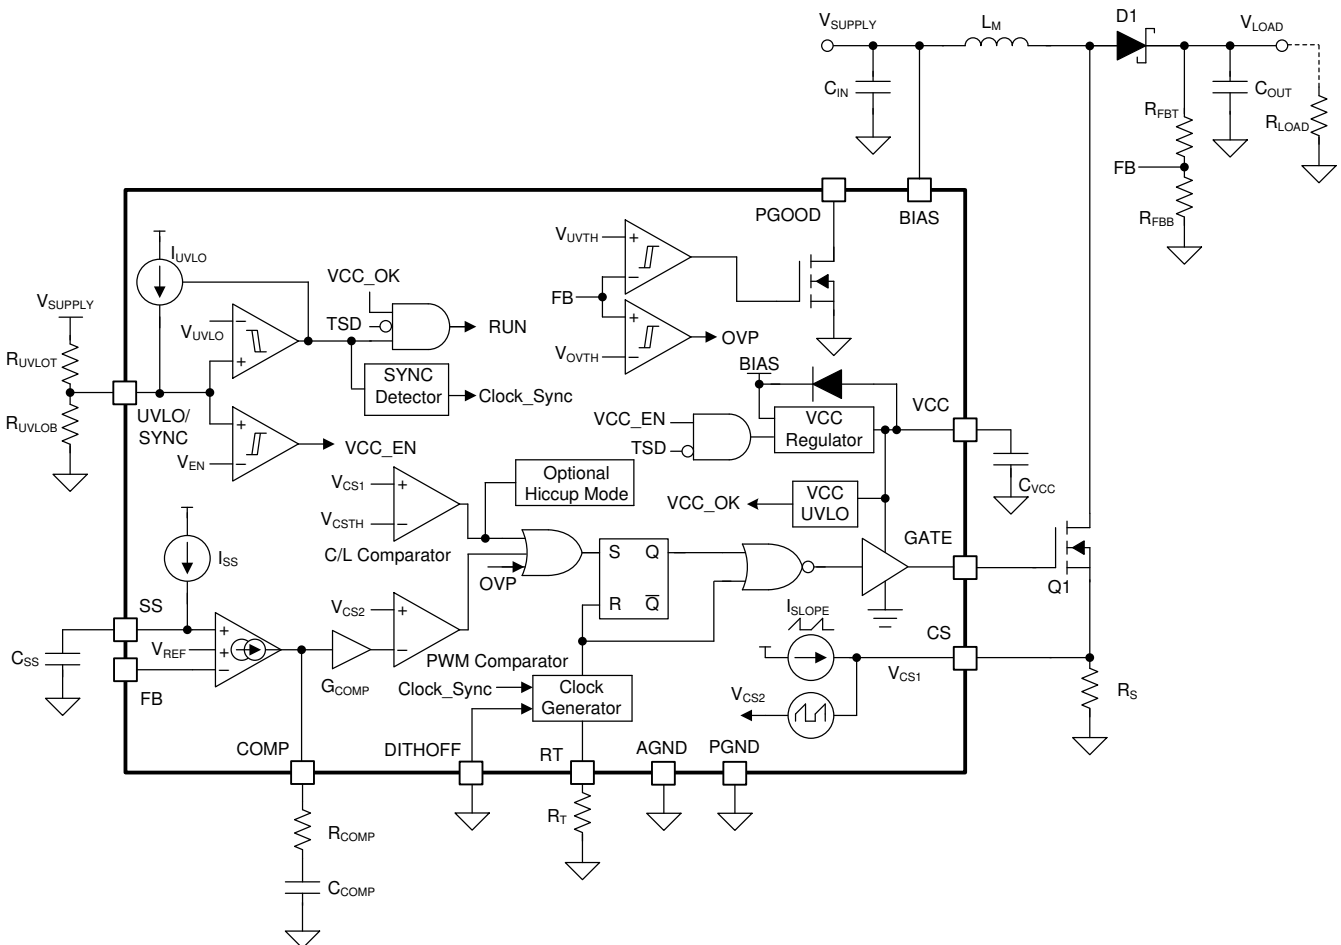 VSUPPLY
LM
D1
VLOAD
CIN
COUT
RFBT
RLOAD
FB
RFBB
PGOOD
BIAS
IUVLO
VUVTH
VCC_OK
FB
VSUPPLY
VUVLO
TSD
RUN
OVP
VOVTH
RUVLOT
SYNC
Detector
Clock_Sync
BIAS
UVLO/
SYNC
RUVLOB
VCC_EN
VCC
Regulator
VCC
TSD
VCC_EN
VEN
Optional
Hiccup Mode
VCS1
VCSTH
C/L Comparator
VCC_OK
VCC
UVLO
CVCC
GATE
Q1
ISS
OVP
S
Q
R
Q
SS
VREF
VCS2
ISLOPE
CS
CSS
FB
GCOMP
PWM Comparator
Clock_Sync
Clock
Generator
VCS1
VCS2
RS
COMP
DITHOFF
RT
AGND
PGND
RT
RCOMP
CCOMP